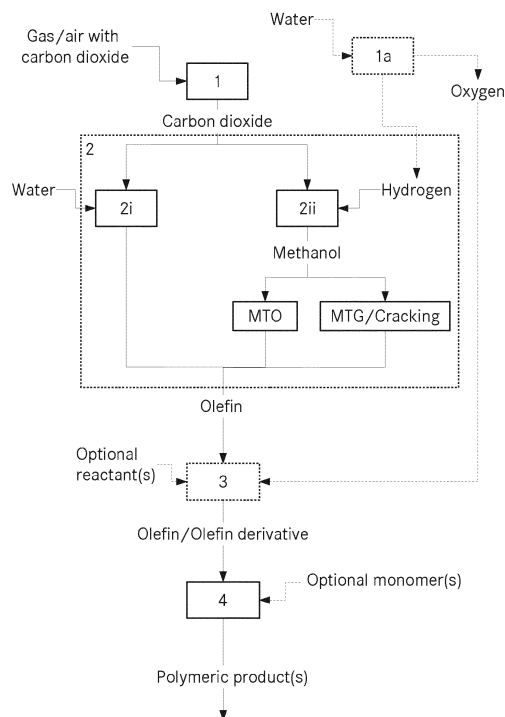 Water
Gas/air with
carbon dioxide
1a
1
Oxygen
Carbon dioxide
2
Water
2i
2ii
Hydrogen
Methanol
MTO
MTG/Cracking
Olefin
Optional
reactant(s)
3
Olefin/Olefin derivative
4
Optional monomer(s)
Polymeric product(s)